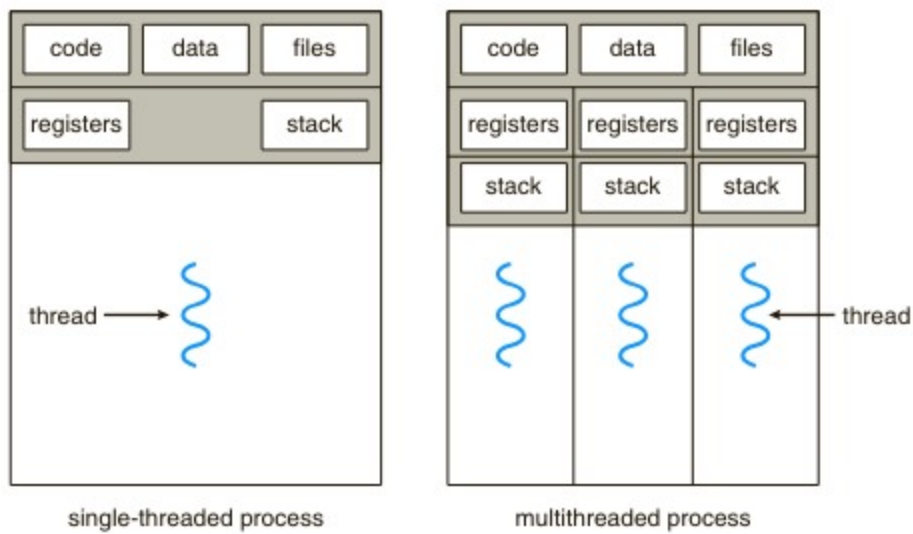 code data files
registers stack
thread
single-threaded process
code data files
registers registers registers
stack stack stack
thread
multithreaded process